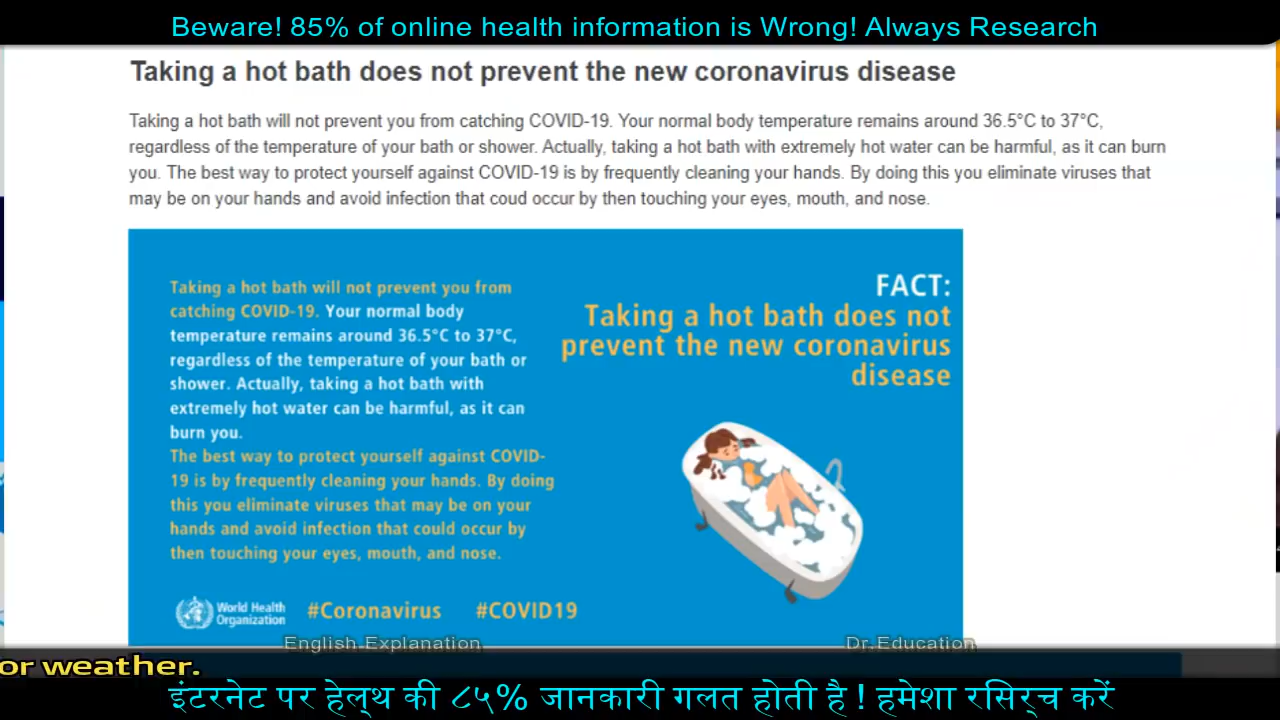 Beware! 85% of online health information is Wrong! Always Research
Taking a hot bath does not prevent the new coronavirus disease
Taking a hot bath will not prevent you from catching COVID-19. Your normal body temperature remains around 36.5°C to 37°C,
regardless of the temperature of your bath or shower. Actually, taking a hot bath with extremely hot water can be harmful, as it can burn
you. The best way to protect yourself against COVID-19 is by frequently cleaning your hands. By doing this you eliminate viruses that
may be on your hands and avoid infection that coud occur by then touching your eyes, mouth, and nose.
Taking a hot bath will not prevent you from
catching COVID-19. Your normal body
temperature remains around 36.5°C to 37°C,
regardless of the temperature of your bath or
shower. Actually, taking a hot bath with
extremely hot water can be harmful, as it can
burn you.
The best way to protect yourself against COVID-
19 is by frequently cleaning your hands. By doing
this you eliminate viruses that may be on your
hands and avoid infection that could occur by
then touching your eyes, mouth, and nose.
FACT:
Taking a hot bath does not
prevent the new coronavirus
disease
World Health
Organization
#Coronavirus #COVID19
English Explanation
Dr.Education
or weather.
इंटरनेट पर हेल्थ की ८५% जानकारी गलत होती है ! हमेशा रिसर्च करें